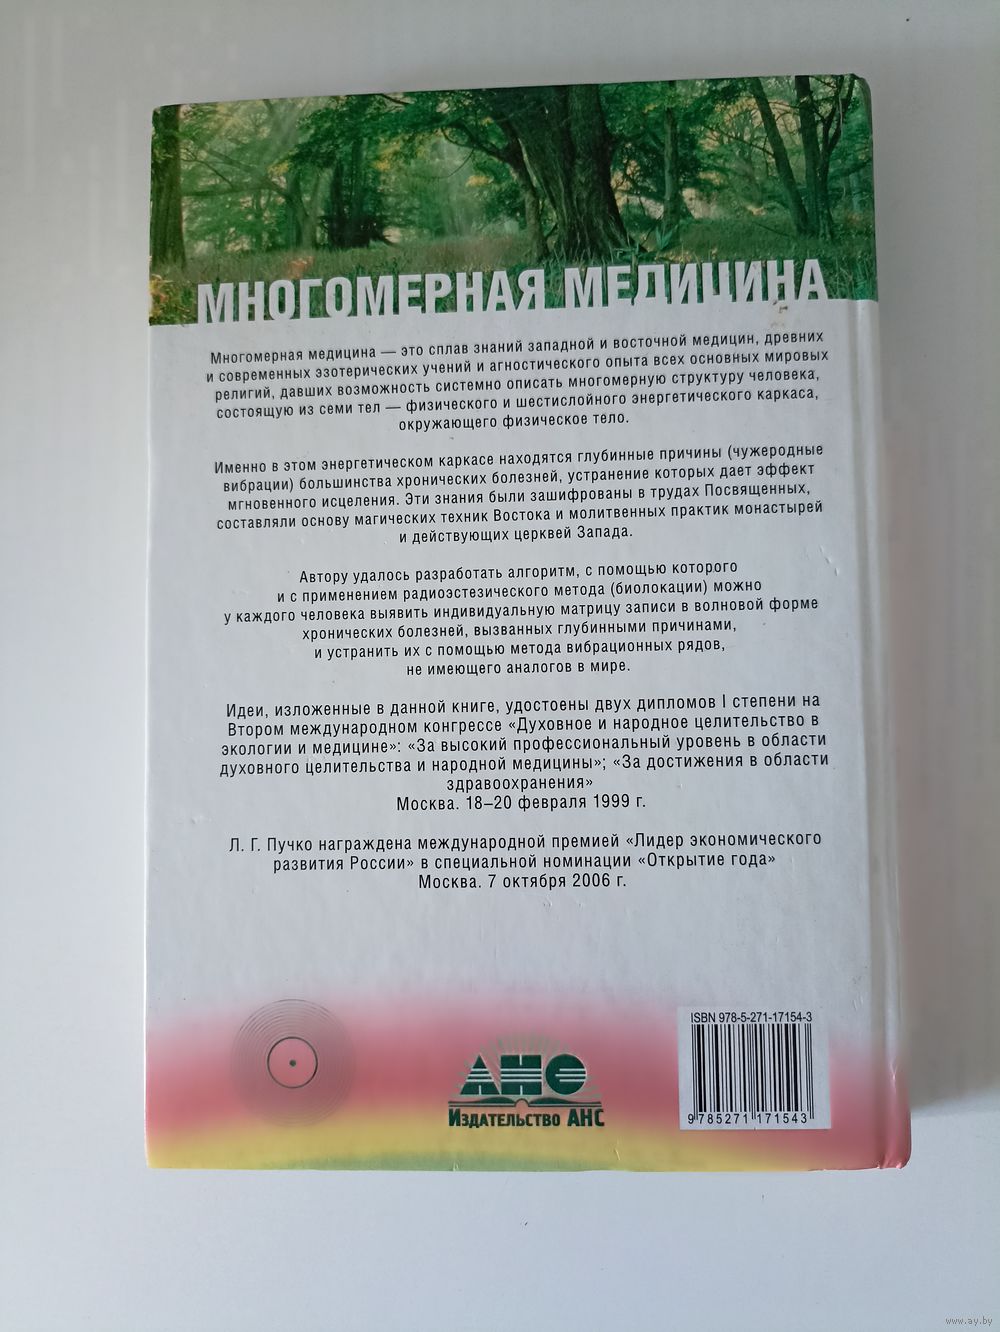 МНОГОМЕРНАЯ МЕДИЦИНА
Многомерная медицина — это сплав знаний западной и восточной медицин, древних
и современных эзотерических учений и агностического опыта всех основных мировых
религий, давших возможность системно описать многомерную структуру человека,
состоящую из семи тел — физического и шестислойного энергетического каркаса,
окружающего физическое тело.
Именно в этом энергетическом каркасе находятся глубинные причины (чужеродные
вибрации) большинства хронических болезней, устранение которых дает эффект
мгновенного исцеления. Эти знания были зашифрованы в трудах Посвященных,
составляли основу магических техник Востока и молитвенных практик монастырей
и действующих церквей Запада.
Автору удалось разработать алгоритм, с помощью которого
и с применением радиоэстезического метода (биолокации) можно
у каждого человека выявить индивидуальную матрицу записи в волновой форме
хронических болезней, вызванных глубинными причинами,
и устранить их с помощью метода вибрационных рядов,
не имеющего аналогов в мире.
Идеи, изложенные в данной книге, удостоены двух дипломов I степени на
Втором международном конгрессе «Духовное и народное целительство в
экологии и медицине»: «За высокий профессиональный уровень в области
духовного целительства и народной медицины»; «За достижения в области
здравоохранения»
Москва. 18–20 февраля 1999 г.
Л. Г. Пучко награждена международной премией «Лидер экономического
развития России» в специальной номинации «Открытие года»
Москва. 7 октября 2006 г.
ISBN 978-5-271-17154-3
АНС
Издательство АНС
9 785271 171543
www.ay.by